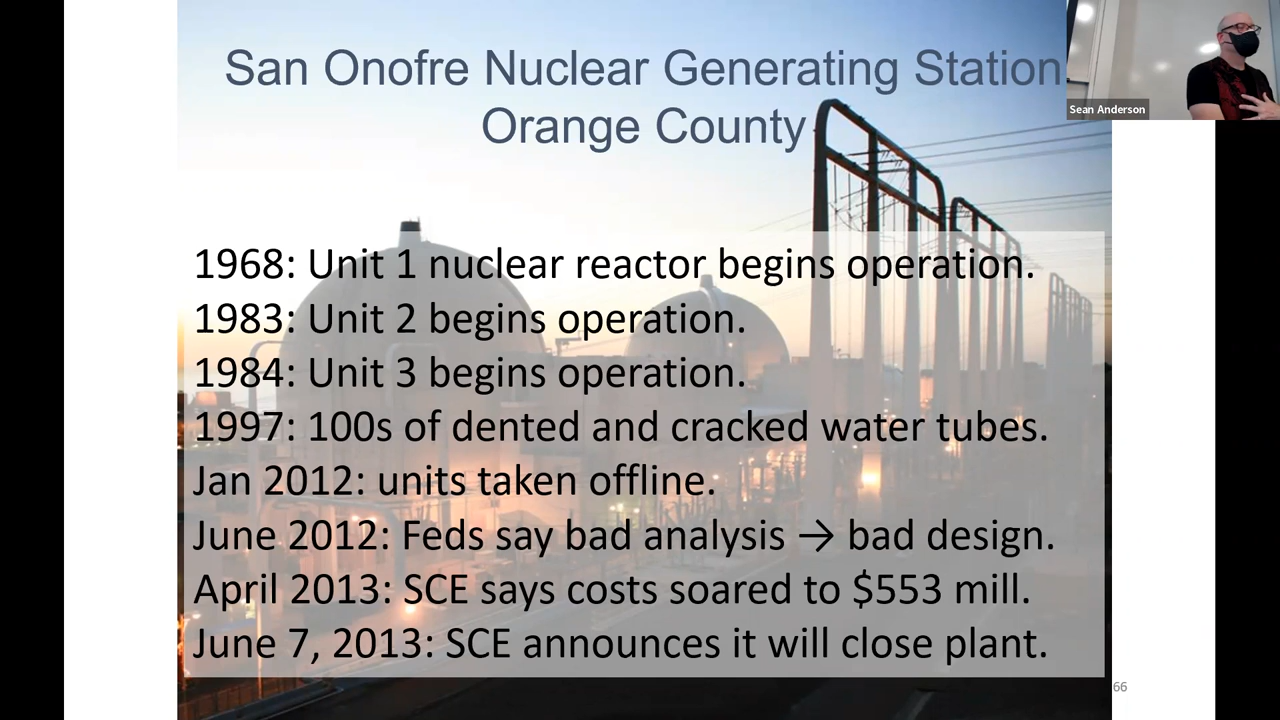 San Onofre Nuclear Generating Station
Orange County
Sean Anderson
1968: Unit 1 nuclear reactor begins operation.
1983: Unit 2 begins operation.
1984: Unit 3 begins operation.
1997: 100s of dented and cracked water tubes.
Jan 2012: units taken offline.
June 2012: Feds say bad analysis → bad design.
April 2013: SCE says costs soared to $553 mill.
June 7, 2013: SCE announces it will close plant.
66